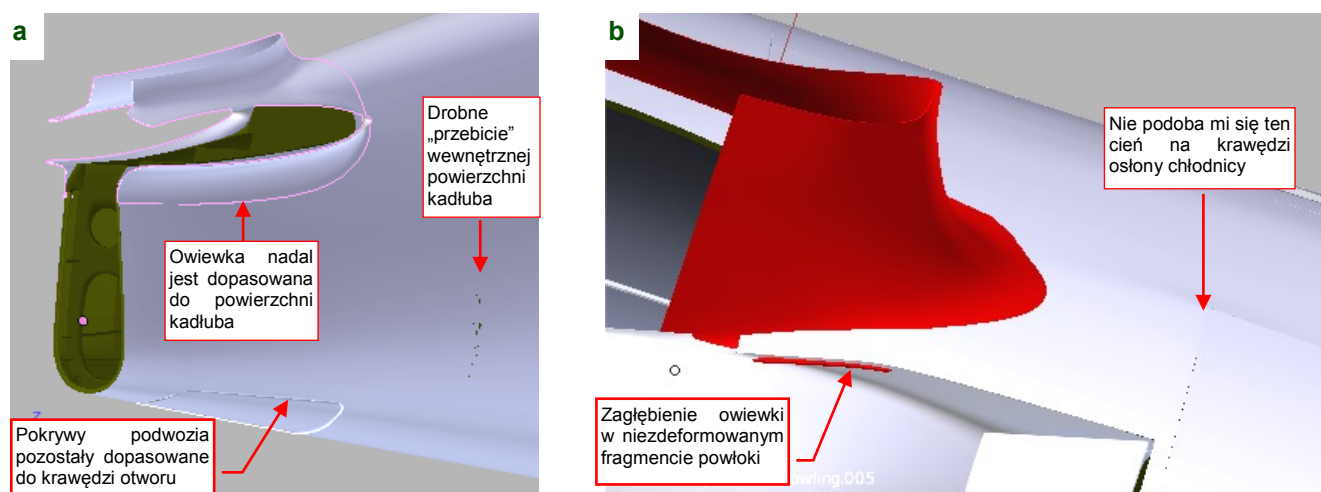 a
Drobne
„przebicie”
wewnętrznej
powierzchni
kadłuba
Owiewka nadal
jest dopasowana
do powierzchni
kadłuba
Z
Pokrywy podwozia
pozostały dopasowane
do krawędzi otworu
b
Nie podoba mi się ten
cień na krawędzi
osłony chłodnicy
Zagłębienie owiewki
w niezdeformowanym
fragmencie powłoki
wling.005